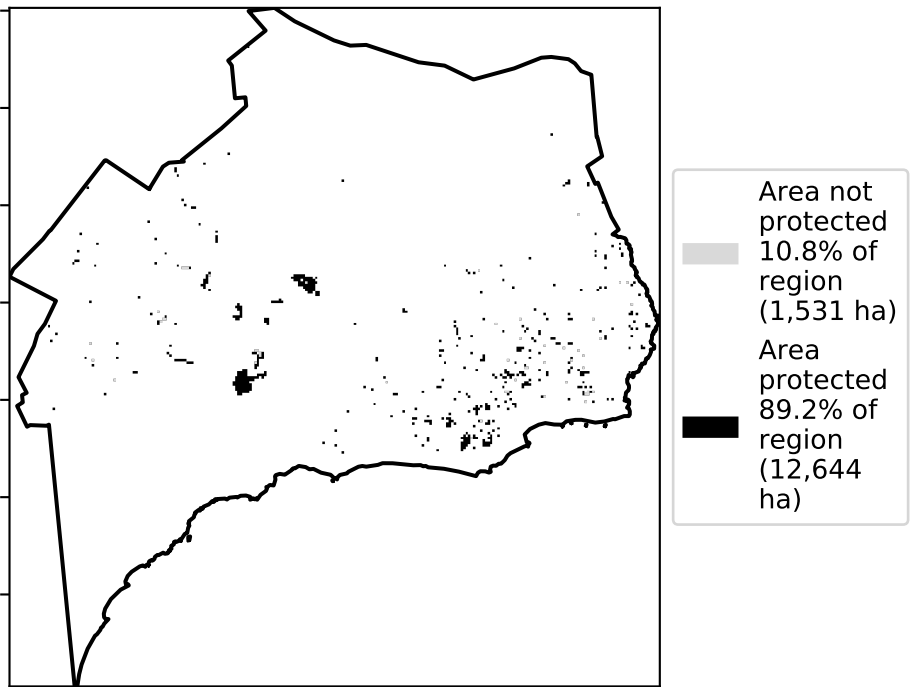 Area not
protected
10.8% of
region
(1,531 ha)
Area
protected
89.2% of
region
(12,644
ha)